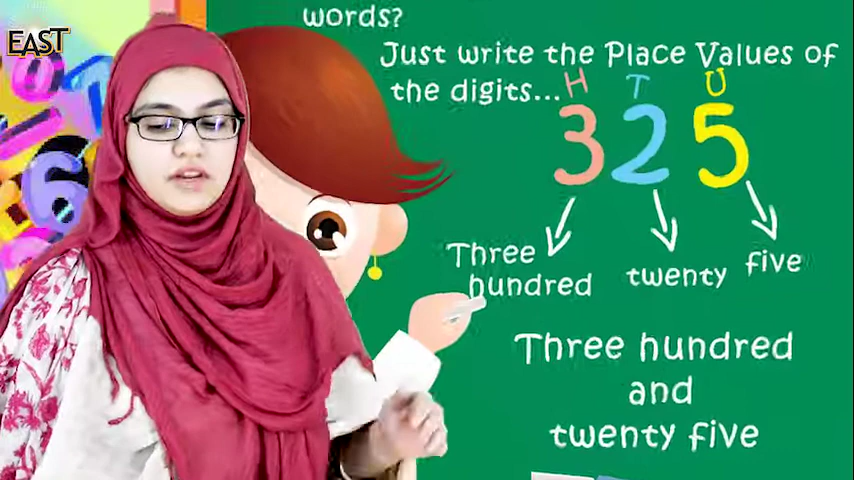 EAST
words?
Just write the Place Values of
the digits...
H T U
3 2 5
Three
hundred
twenty
five
Three hundred
and
twenty five